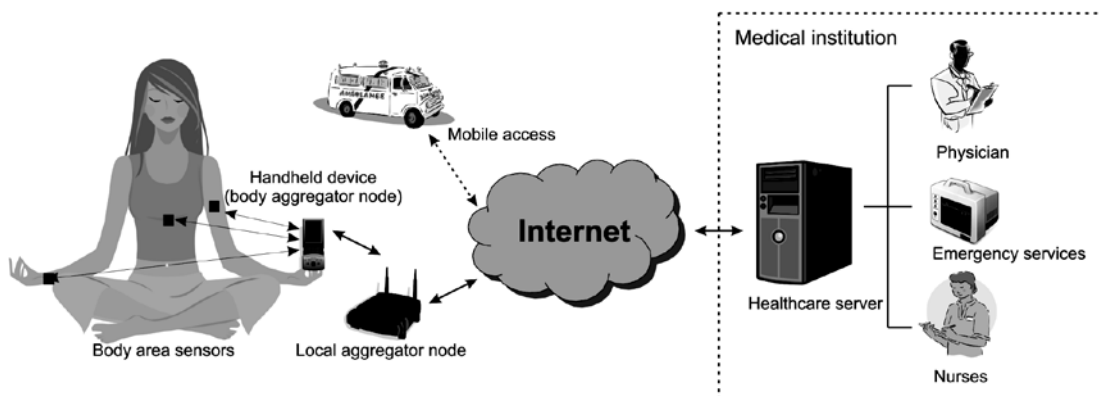 Medical institution
AMBULANCE
Mobile access
Physician
Handheld device
(body aggregator node)
Internet
Emergency services
Healthcare server
Body area sensors
Local aggregator node
Nurses